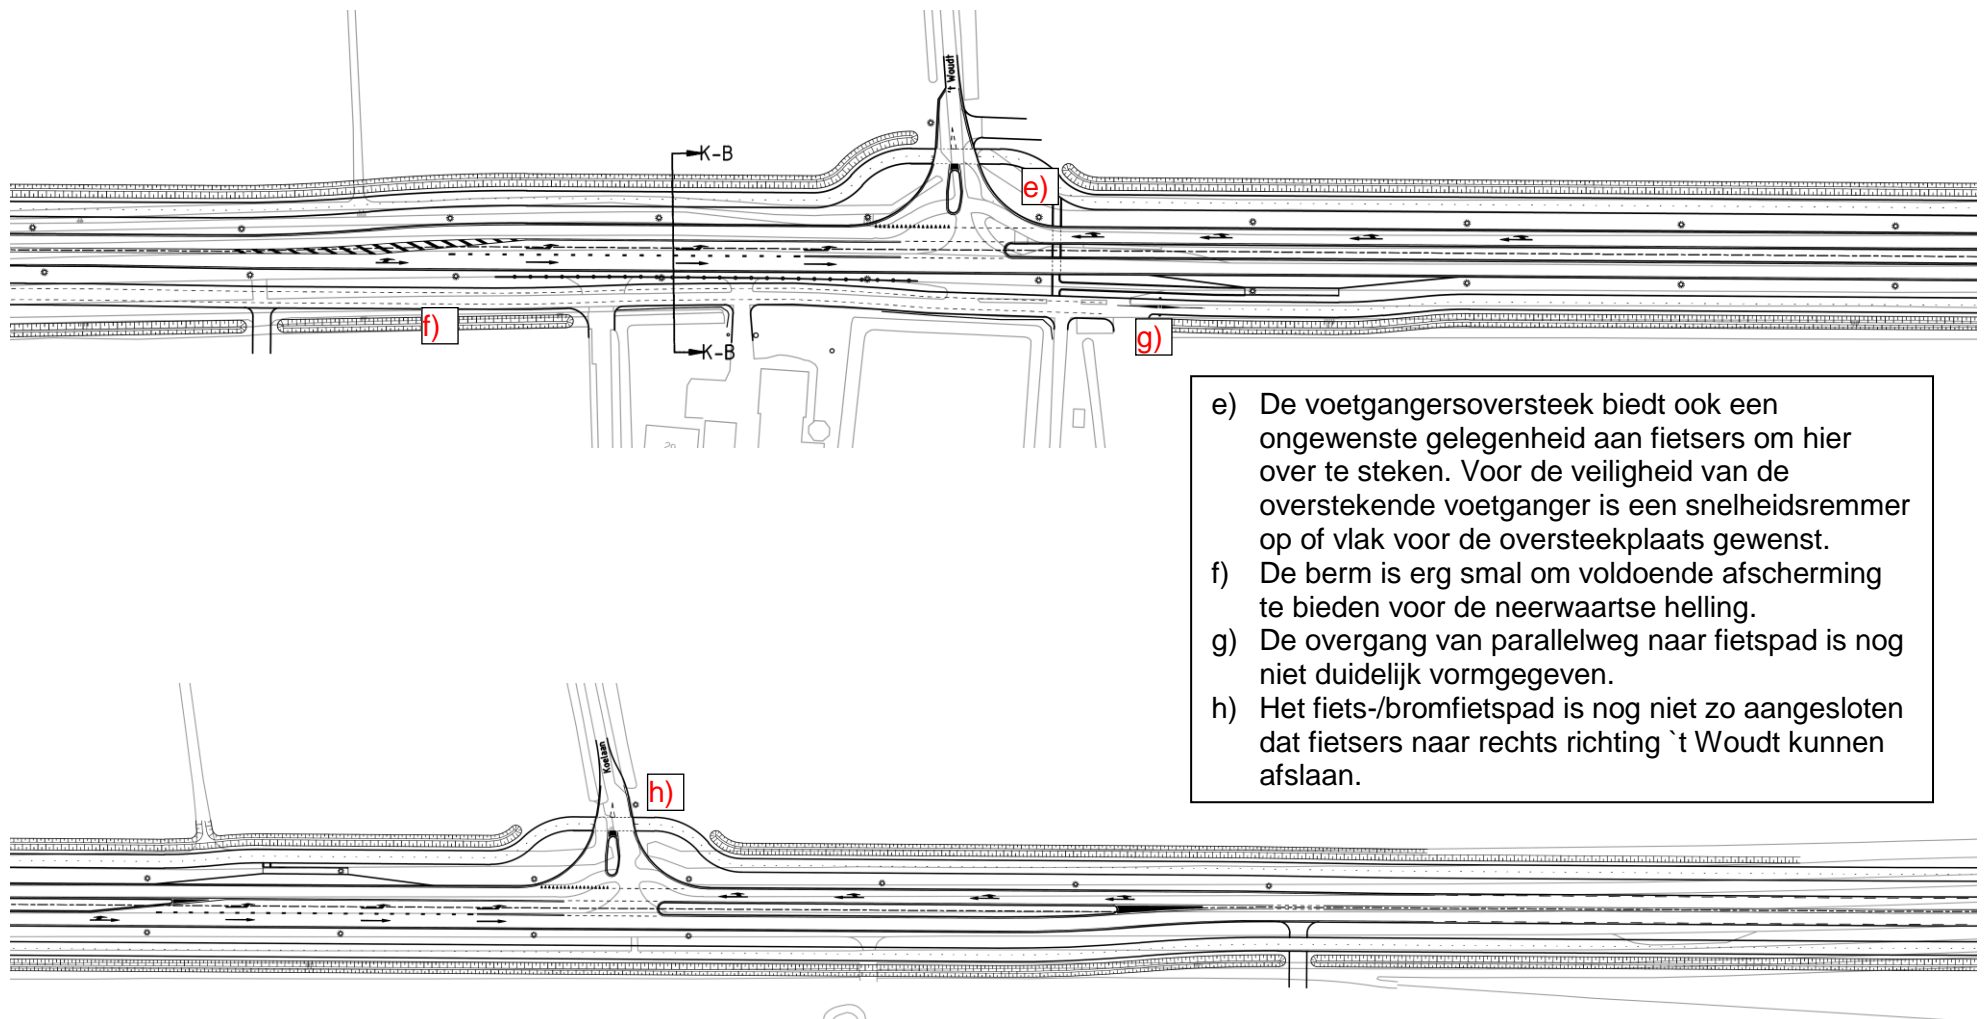 't Woudt
K-B
e)
f)
K-B
g)
e) De voetgangersoversteek biedt ook een
ongewenste gelegenheid aan fietsers om hier
over te steken. Voor de veiligheid van de
overstekende voetganger is een snelheidsremmer
op of vlak voor de oversteekplaats gewenst.
f) De berm is erg smal om voldoende afscherming
te bieden voor de neerwaartse helling.
g) De overgang van parallelweg naar fietspad is nog
niet duidelijk vormgegeven.
h) Het fiets-/bromfietspad is nog niet zo aangesloten
dat fietsers naar rechts richting `t Woudt kunnen
afslaan.
h)